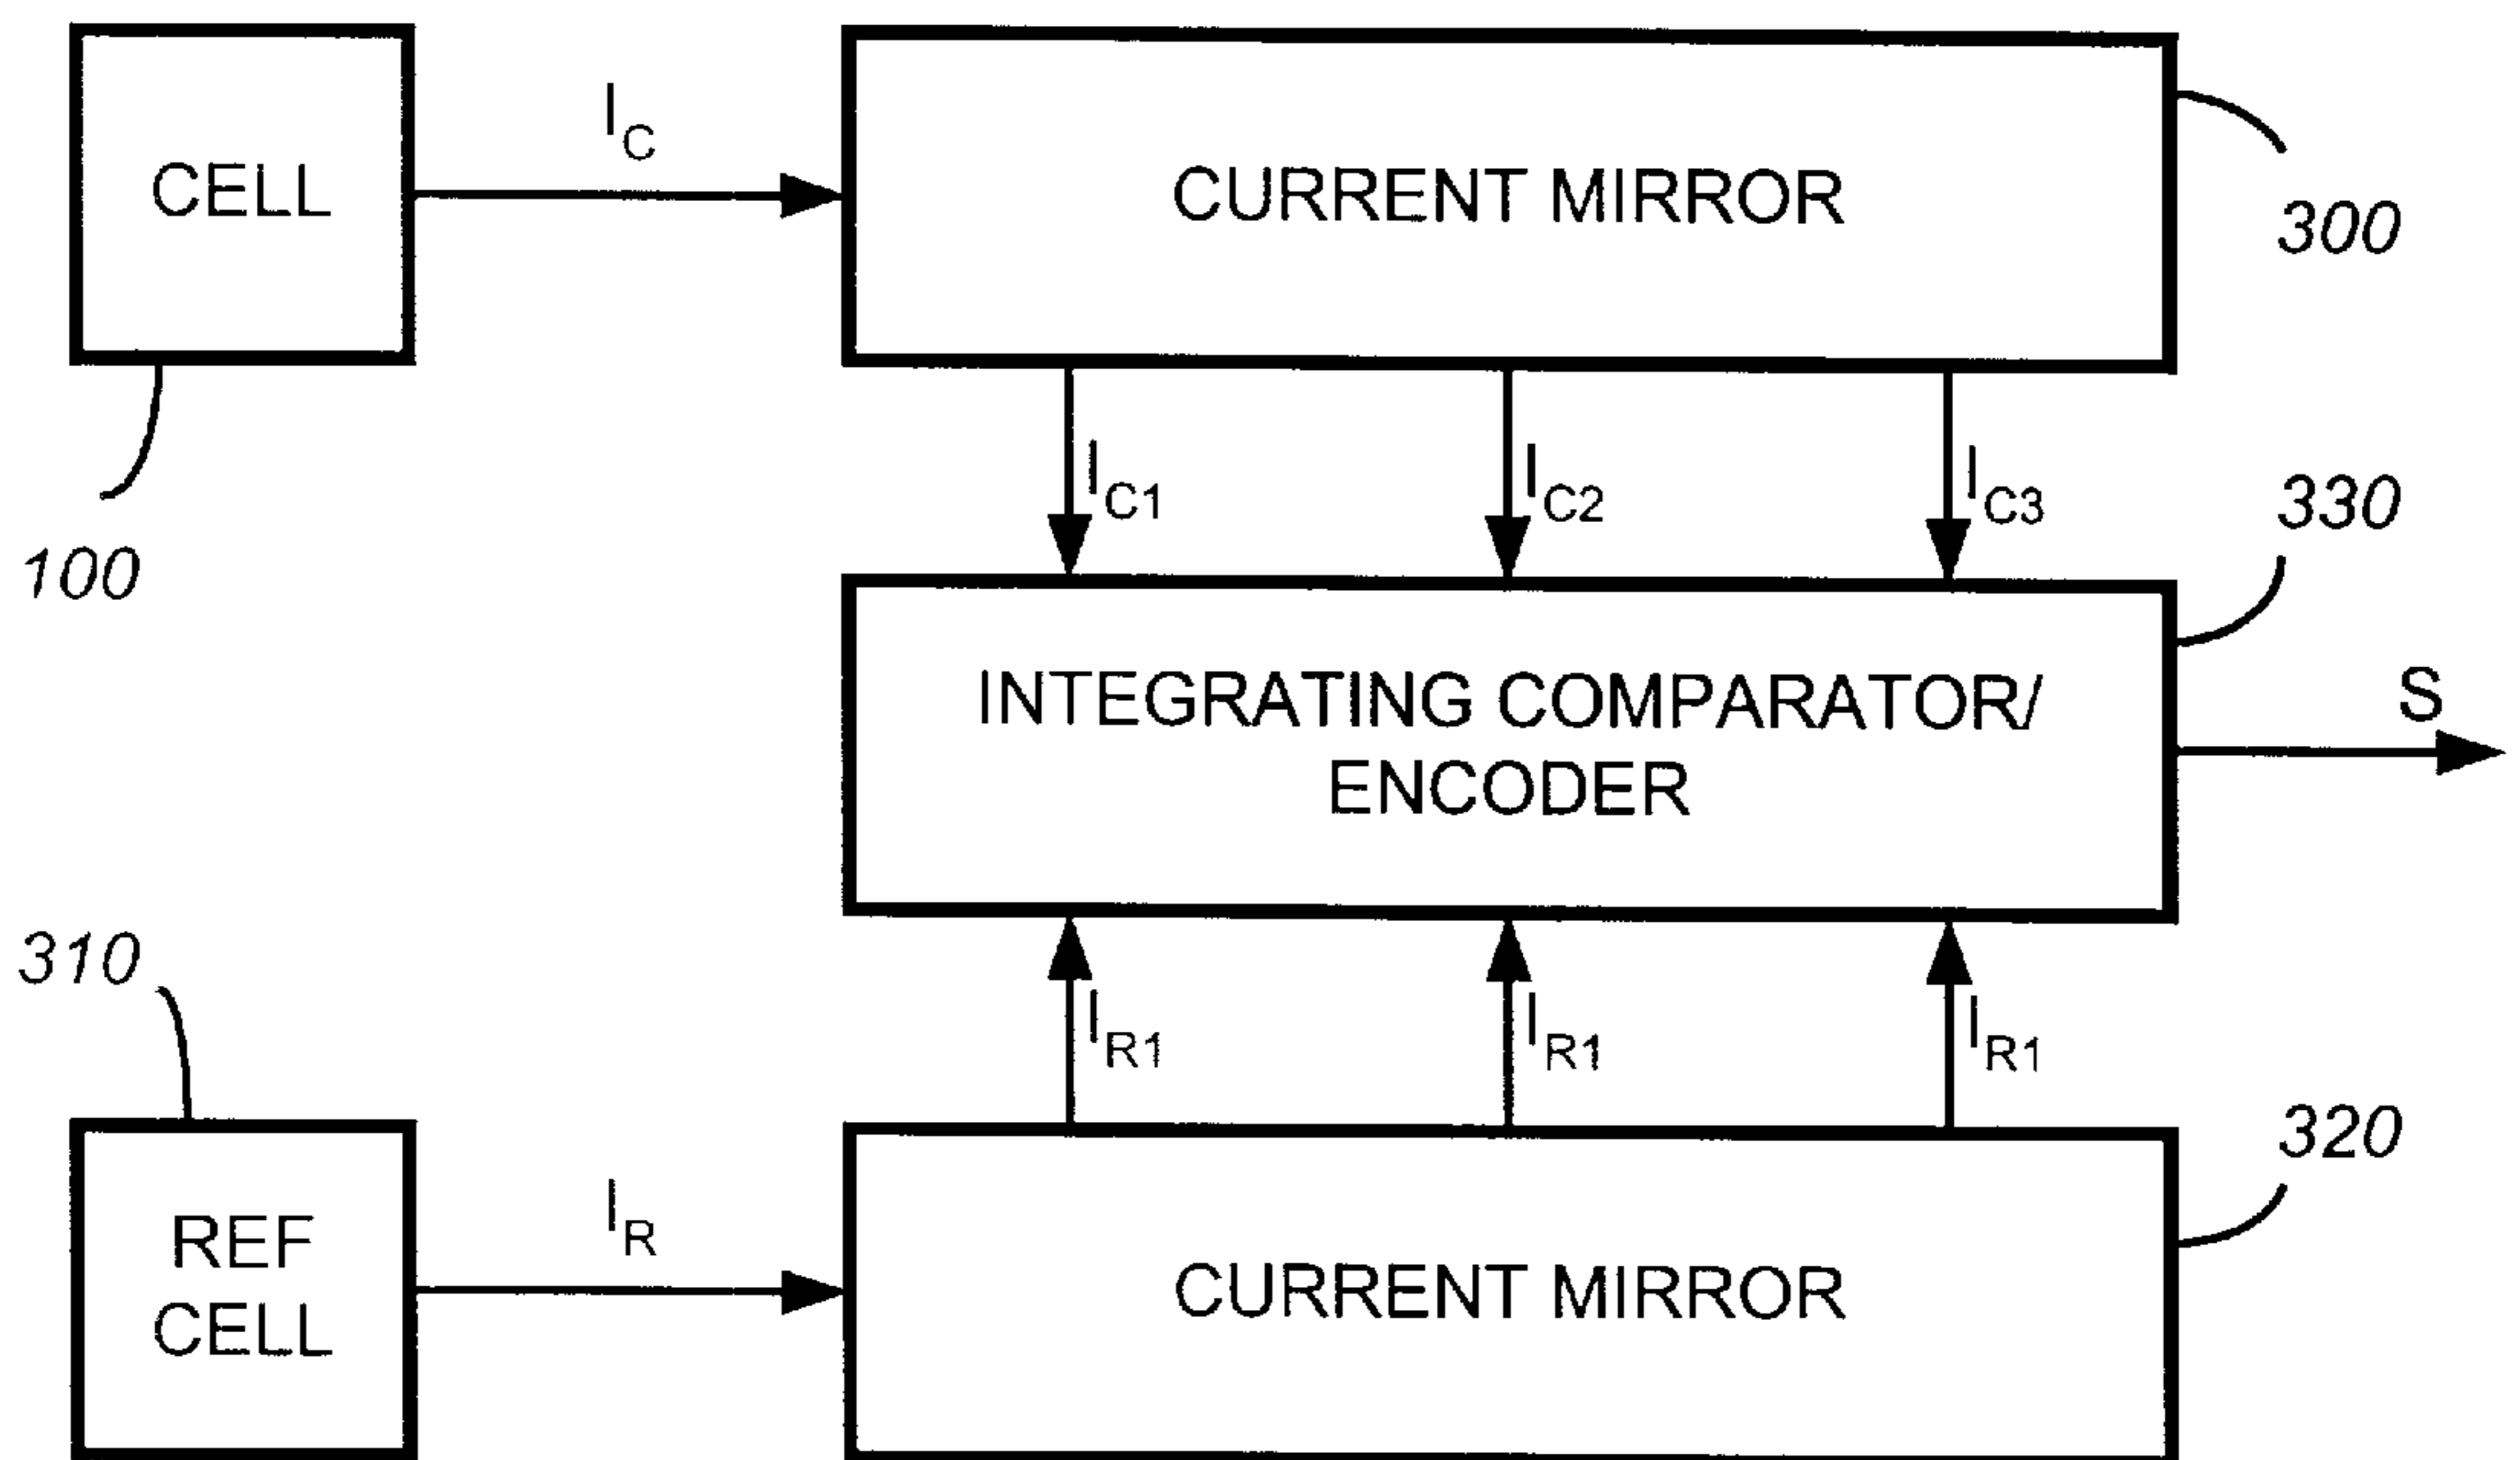 CELL
I_C
CURRENT MIRROR
300
100
I_C1
I_C2
I_C3
330
INTEGRATING COMPARATOR/
ENCODER
S
310
I_R1
I_R1
I_R1
320
REF
CELL
I_R
CURRENT MIRROR